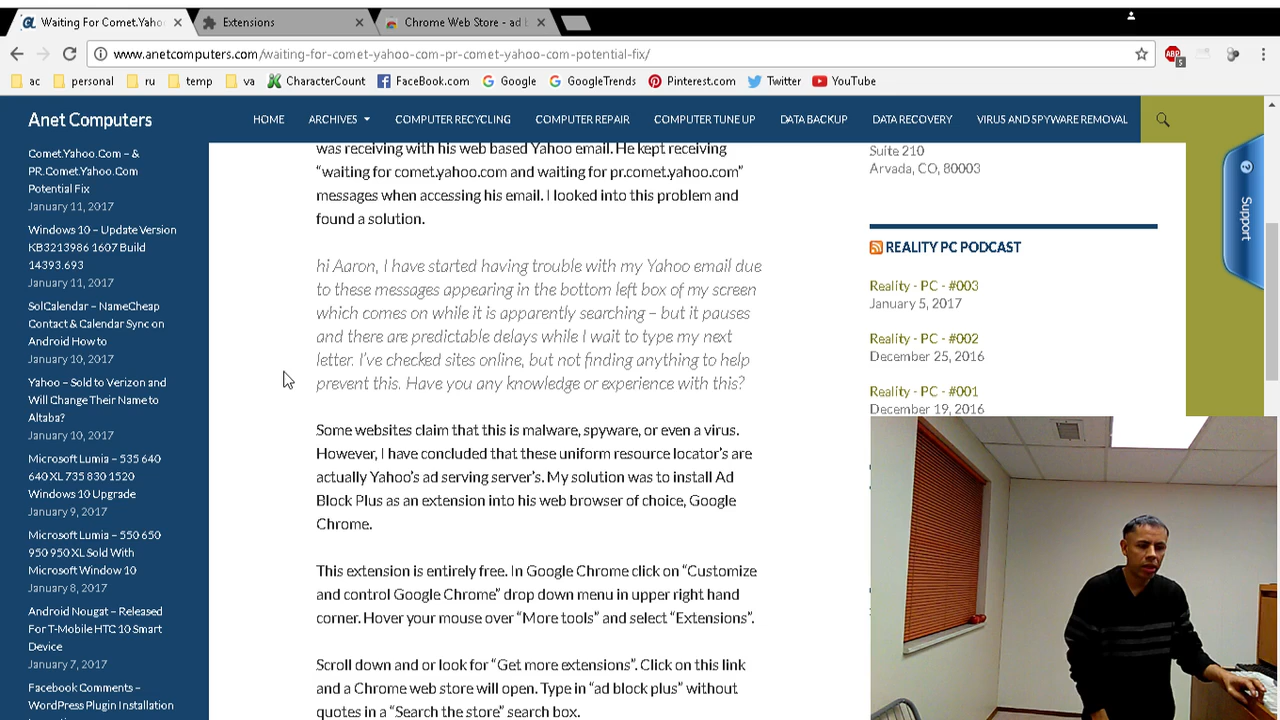 Waiting For Comet.Yaho
Extensions
Chrome Web Store - ad b
www.anetcomputers.com/waiting-for-comet-yahoo-com-pr-comet-yahoo-com-potential-fix/
ABP
5
ac
personal
ru
temp
va
CharacterCount
FaceBook.com
Google
GoogleTrends
Pinterest.com
Twitter
YouTube
Anet Computers
HOME
ARCHIVES
COMPUTER RECYCLING
COMPUTER REPAIR
COMPUTER TUNE UP
DATA BACKUP
DATA RECOVERY
VIRUS AND SPYWARE REMOVAL
Comet.Yahoo.Com – &
PR.Comet.Yahoo.Com
Potential Fix
January 11, 2017
Windows 10 – Update Version
KB3213986 1607 Build
14393.693
January 11, 2017
SolCalendar – NameCheap
Contact & Calendar Sync on
Android How to
January 10, 2017
Yahoo – Sold to Verizon and
Will Change Their Name to
Altaba?
January 10, 2017
Microsoft Lumia – 535 640
640 XL 735 830 1520
Windows 10 Upgrade
January 9, 2017
Microsoft Lumia – 550 650
950 950 XL Sold With
Microsoft Window 10
January 8, 2017
Android Nougat – Released
For T-Mobile HTC 10 Smart
Device
January 7, 2017
Facebook Comments –
WordPress Plugin Installation
was receiving with his web based Yahoo email. He kept receiving
“waiting for comet.yahoo.com and waiting for pr.comet.yahoo.com”
messages when accessing his email. I looked into this problem and
found a solution.
hi Aaron, I have started having trouble with my Yahoo email due
to these messages appearing in the bottom left box of my screen
which comes on while it is apparently searching – but it pauses
and there are predictable delays while I wait to type my next
letter. I’ve checked sites online, but not finding anything to help
prevent this. Have you any knowledge or experience with this?
Some websites claim that this is malware, spyware, or even a virus.
However, I have concluded that these uniform resource locator’s are
actually Yahoo’s ad serving server’s. My solution was to install Ad
Block Plus as an extension into his web browser of choice, Google
Chrome.
This extension is entirely free. In Google Chrome click on “Customize
and control Google Chrome” drop down menu in upper right hand
corner. Hover your mouse over “More tools” and select “Extensions”.
Scroll down and or look for “Get more extensions”. Click on this link
and a Chrome web store will open. Type in “ad block plus” without
quotes in a “Search the store” search box.
Suite 210
Arvada, CO, 80003
REALITY PC PODCAST
Reality - PC - #003
January 5, 2017
Reality - PC - #002
December 25, 2016
Reality - PC - #001
December 19, 2016
? Support